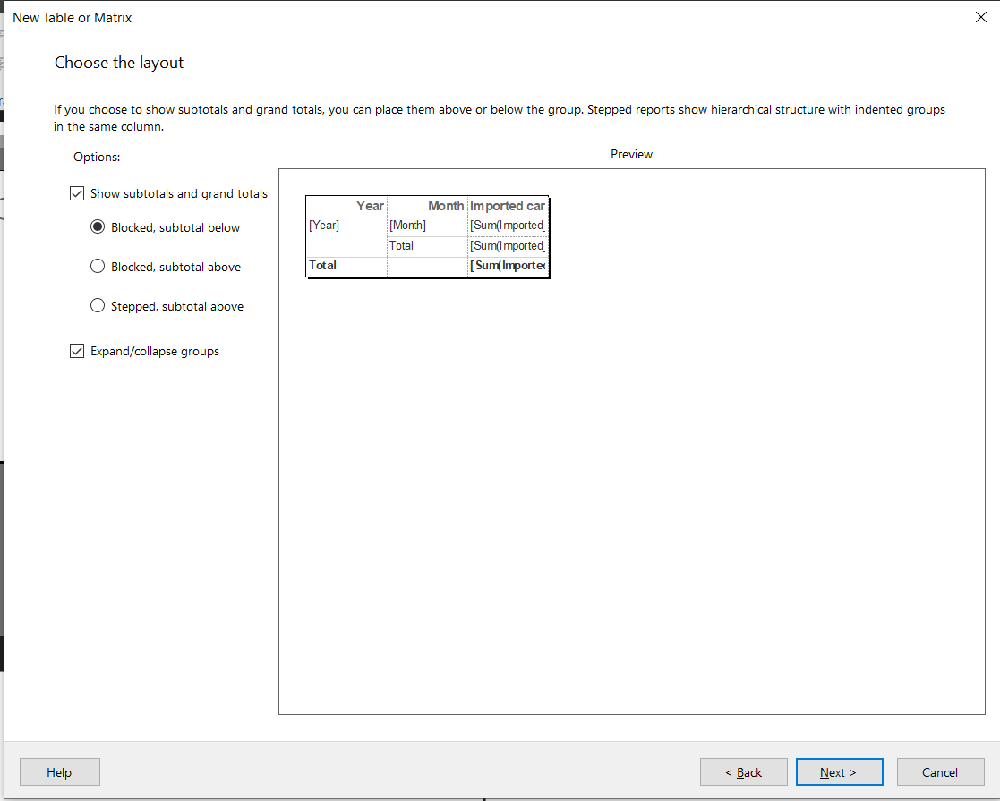 New Table or Matrix
Choose the layout
If you choose to show subtotals and grand totals, you can place them above or below the group. Stepped reports show hierarchical structure with indented groups
in the same column.
Options:
Preview
Show subtotals and grand totals
Blocked, subtotal below
Blocked, subtotal above
Stepped, subtotal above
Expand/collapse groups
Year Month Imported car
[Year] [Month] [Sum(Imported_
Total [Sum(Imported_
Total [Sum(Imported
Help
< Back
Next >
Cancel